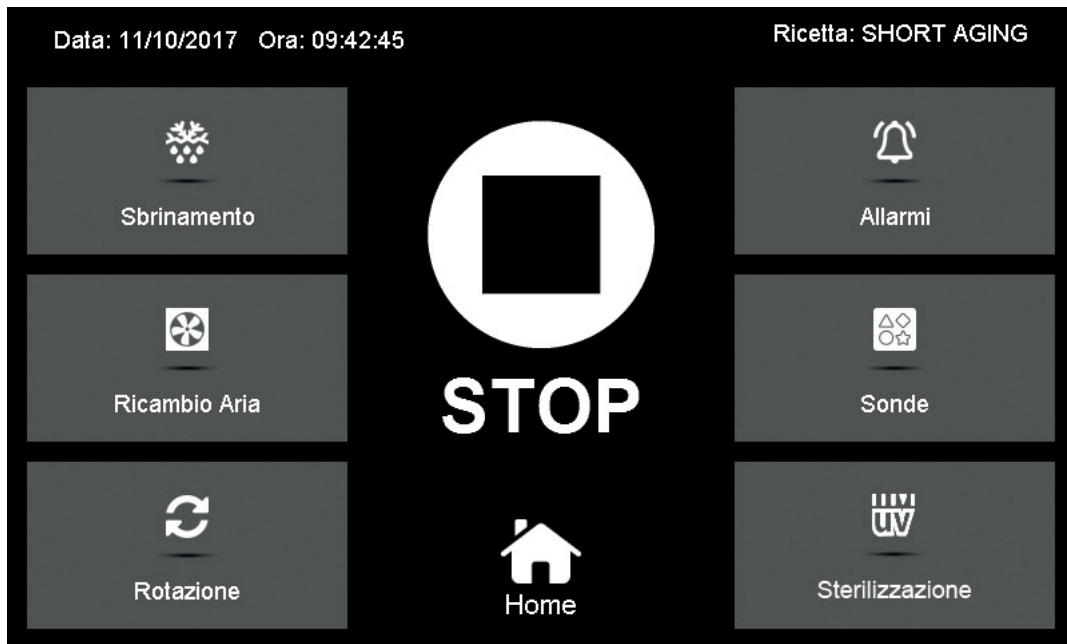 Data: 11/10/2017 Ora: 09:42:45
Ricetta: SHORT AGING
Sbrinamento
Allarmi
Ricambio Aria
STOP
Sonde
Rotazione
Home
uv
Sterilizzazione